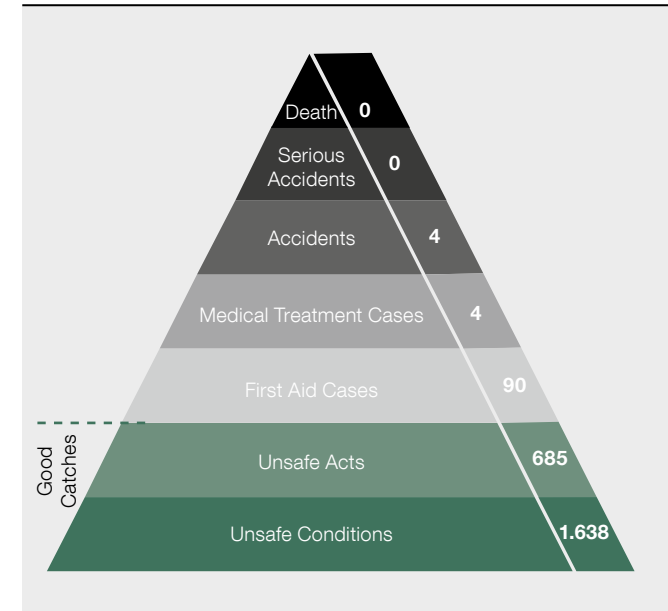 Death 0
Serious
Accidents 0
Accidents 4
Medical Treatment Cases 4
First Aid Cases 90
Good
Catches
Unsafe Acts 685
Unsafe Conditions 1.638